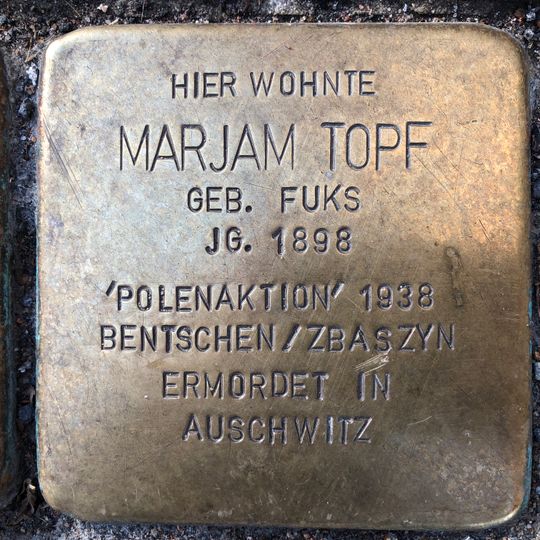 HIER WOHNTE
MARJAM TOPF
GEB. FUKS
JG. 1898
'POLENAKTION' 1938
BENTSCHEN/ZBASZYN
ERMORDET IN
AUSCHWITZ